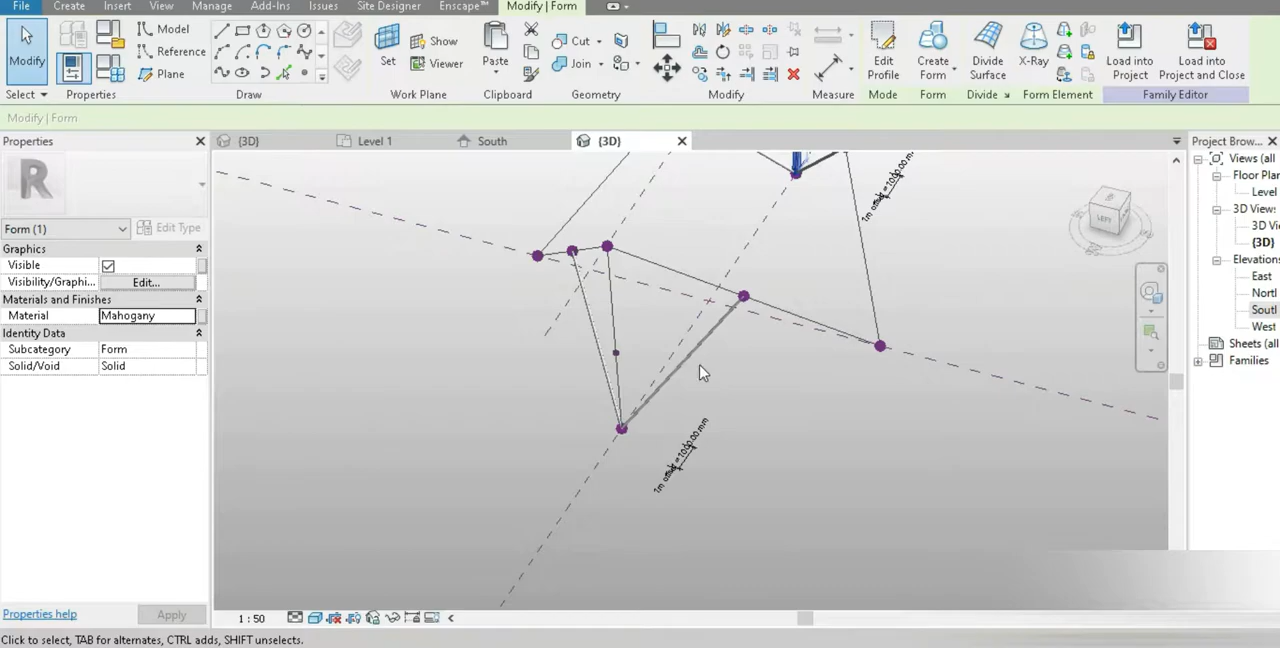 File Create Insert View Manage Add-Ins Issues Site Designer Enscape™ Modify | Form
Modify
Model
Reference
Plane
Set
Show
Viewer
Paste
Cut
Join
Edit Profile
Create Form
Divide Surface
X-Ray
Load into Project
Load into Project and Close
Select
Properties
Draw
Work Plane
Clipboard
Geometry
Modify
Measure
Mode
Form
Divide
Form Element
Family Editor
Modify | Form
Properties
{3D}
Level 1
South
{3D}
Project Brow...
R
Form (1)
Edit Type
Graphics
Visible
Visibility/Graphi... Edit...
Materials and Finishes
Material Mahogany
Identity Data
Subcategory Form
Solid/Void Solid
Properties help
Apply
LEFT
Views (all
Floor Plan
Level
3D Views
3D Vi
{3D}
Elevations
East
Nort
South
West
Sheets (all
Families
1 : 50
Click to select, TAB for alternates, CTRL adds, SHIFT unselects.